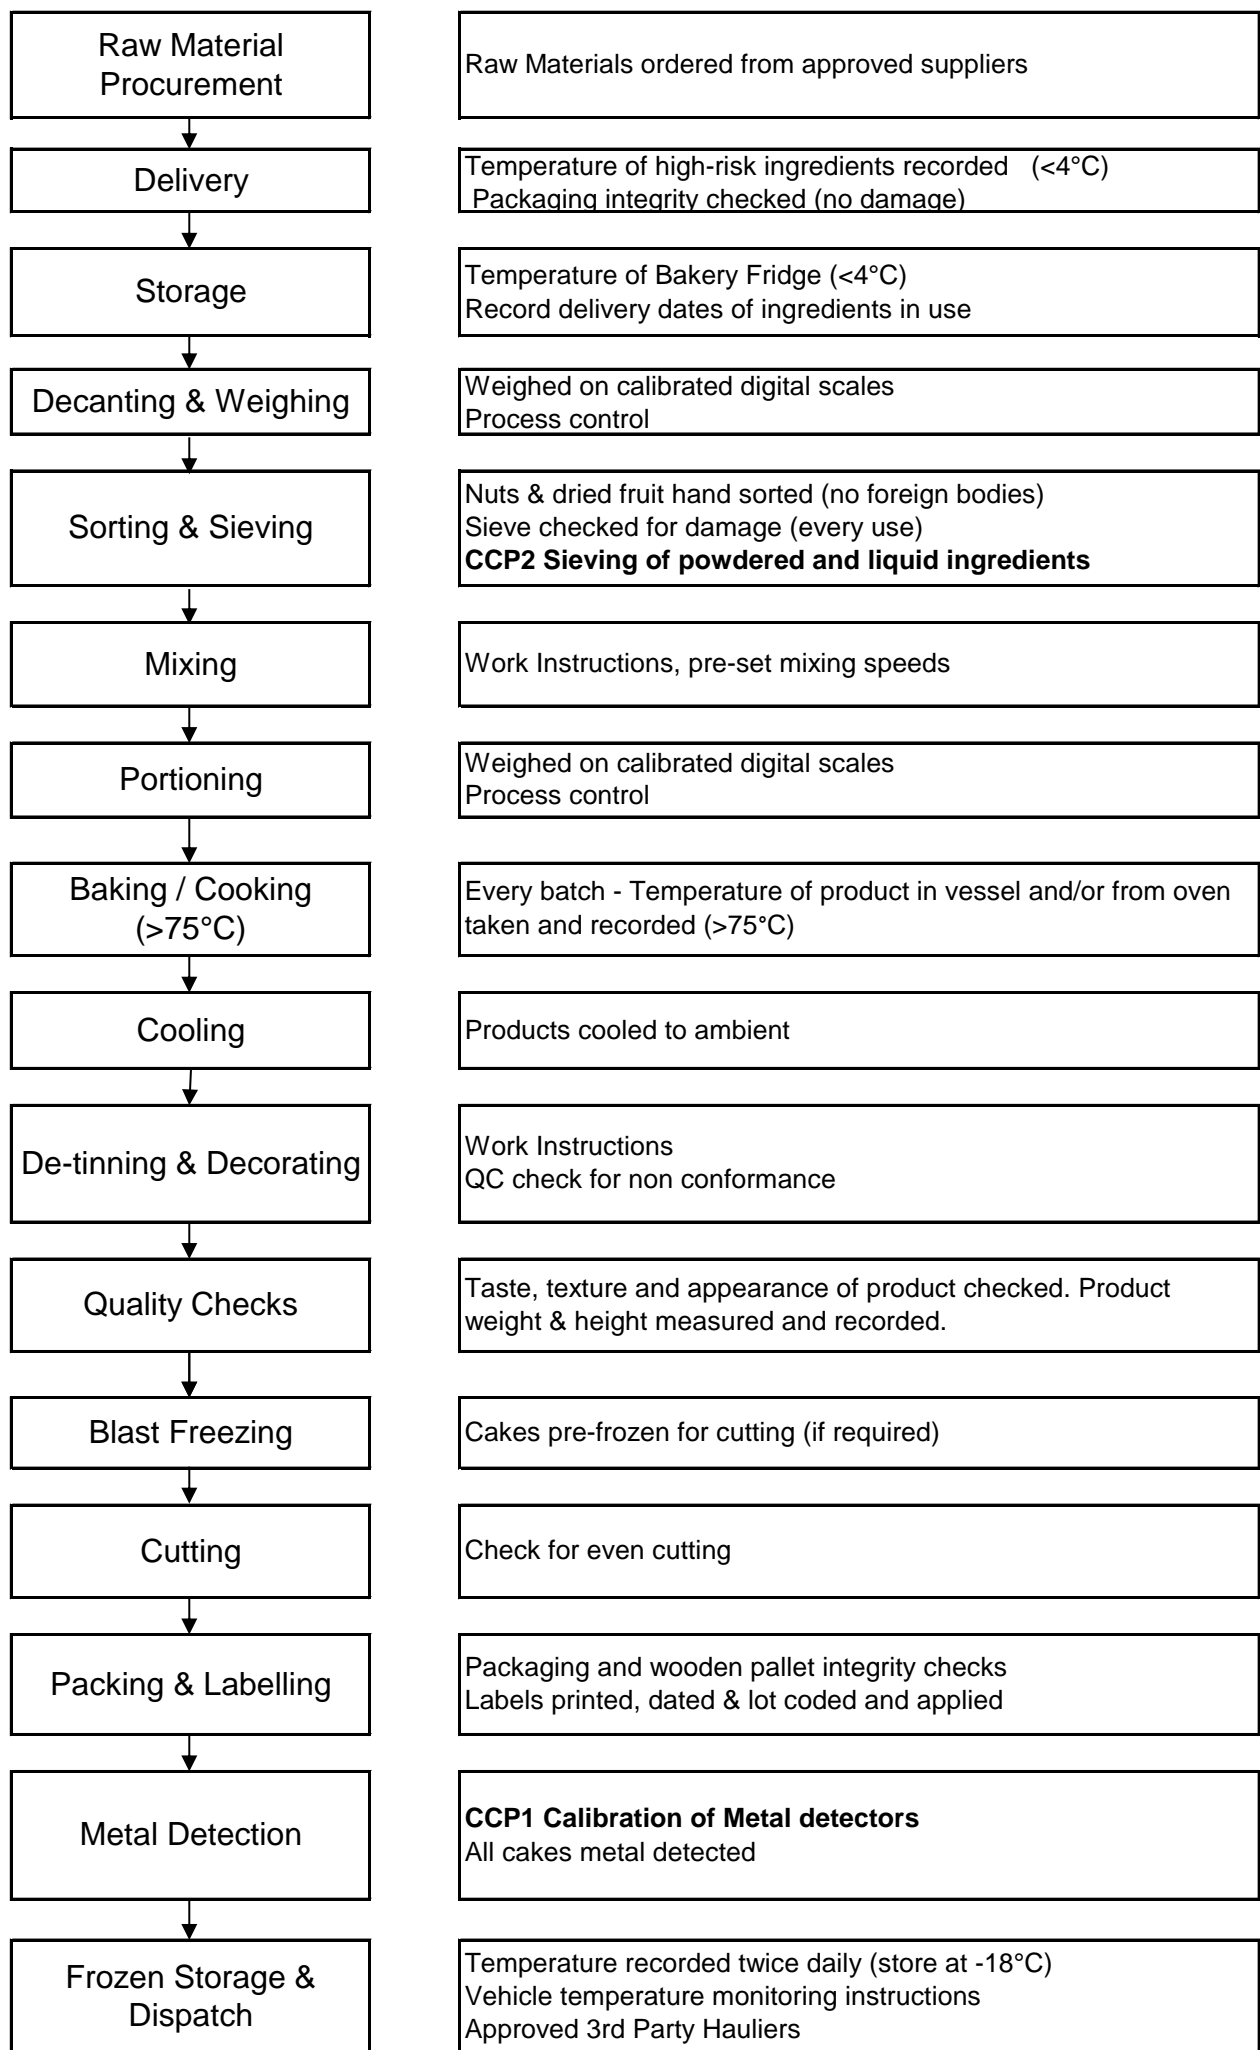 Raw Material
Procurement
Raw Materials ordered from approved suppliers
Delivery
Temperature of high-risk ingredients recorded (<4°C)
Packaging integrity checked (no damage)
Storage
Temperature of Bakery Fridge (<4°C)
Record delivery dates of ingredients in use
Decanting & Weighing
Weighed on calibrated digital scales
Process control
Sorting & Sieving
Nuts & dried fruit hand sorted (no foreign bodies)
Sieve checked for damage (every use)
CCP2 Sieving of powdered and liquid ingredients
Mixing
Work Instructions, pre-set mixing speeds
Portioning
Weighed on calibrated digital scales
Process control
Baking / Cooking
(>75°C)
Every batch - Temperature of product in vessel and/or from oven
taken and recorded (>75°C)
Cooling
Products cooled to ambient
De-tinning & Decorating
Work Instructions
QC check for non conformance
Quality Checks
Taste, texture and appearance of product checked. Product
weight & height measured and recorded.
Blast Freezing
Cakes pre-frozen for cutting (if required)
Cutting
Check for even cutting
Packing & Labelling
Packaging and wooden pallet integrity checks
Labels printed, dated & lot coded and applied
Metal Detection
CCP1 Calibration of Metal detectors
All cakes metal detected
Frozen Storage &
Dispatch
Temperature recorded twice daily (store at -18°C)
Vehicle temperature monitoring instructions
Approved 3rd Party Hauliers